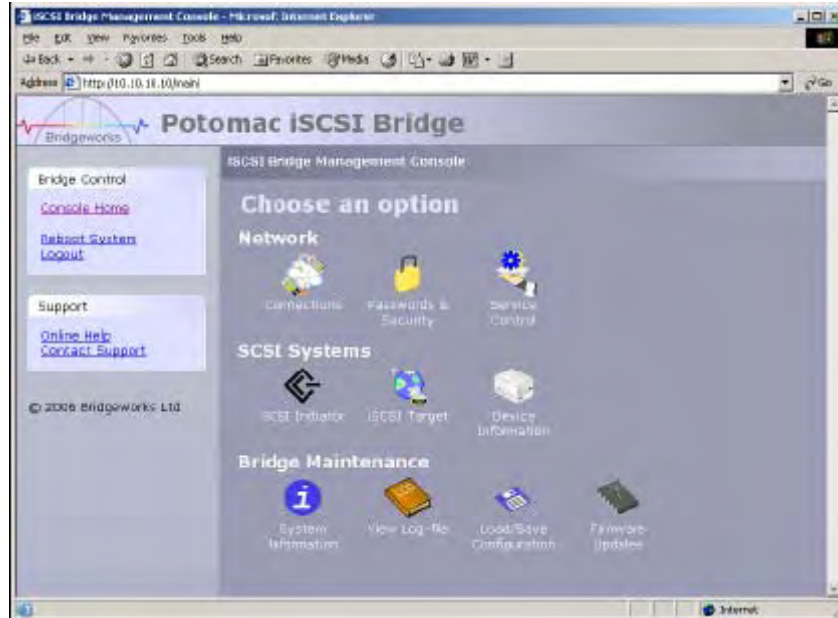 iSCSI Bridge Management Console - Microsoft Internet Explorer
File Edit View Favorites Tools Help
Back Search Favorites Media
Address http://10.10.10.10/main/ Go
Bridgeworks
Potomac iSCSI Bridge
iSCSI Bridge Management Console
Bridge Control
Console Home
Reboot System
Logout
Support
Online Help
Contact Support
© 2006 Bridgeworks Ltd
Choose an option
Network
Connections
Passwords & Security
Service Control
SCSI Systems
SCSI Initiator
iSCSI Target
Device Information
Bridge Maintenance
System Information
View Log-file
Load/Save Configuration
Firmware Updates
Internet